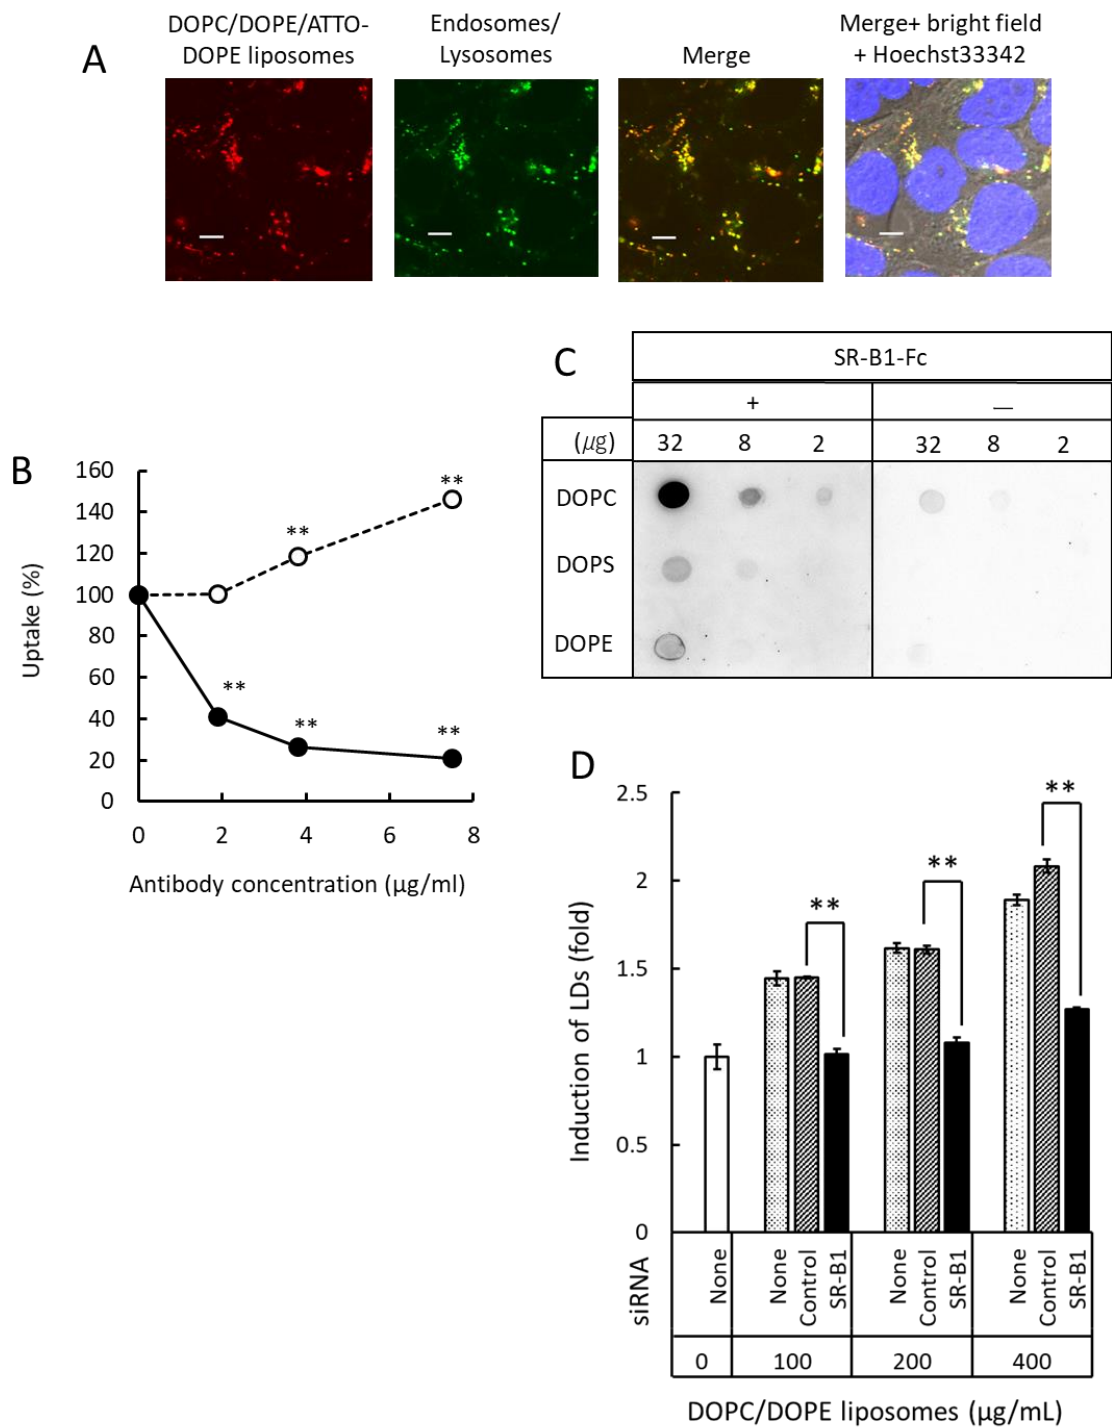 A
DOPC/DOPE/ATTO-
DOPE liposomes
Endosomes/
Lysosomes
Merge
Merge+ bright field
+ Hoechst33342
B
160
140
120
100
80
60
40
20
0
Uptake (%)
**
**
**
**
**
0 2 4 6 8
Antibody concentration (μg/ml)
C
SR-B1-Fc
+ —
(μg) 32 8 2 32 8 2
DOPC
DOPS
DOPE
D
2.5
2
1.5
1
0.5
0
Induction of LDs (fold)
**
**
**
siRNA
None None Control SR-B1 None Control SR-B1 None Control SR-B1
0 100 200 400
DOPC/DOPE liposomes (μg/mL)